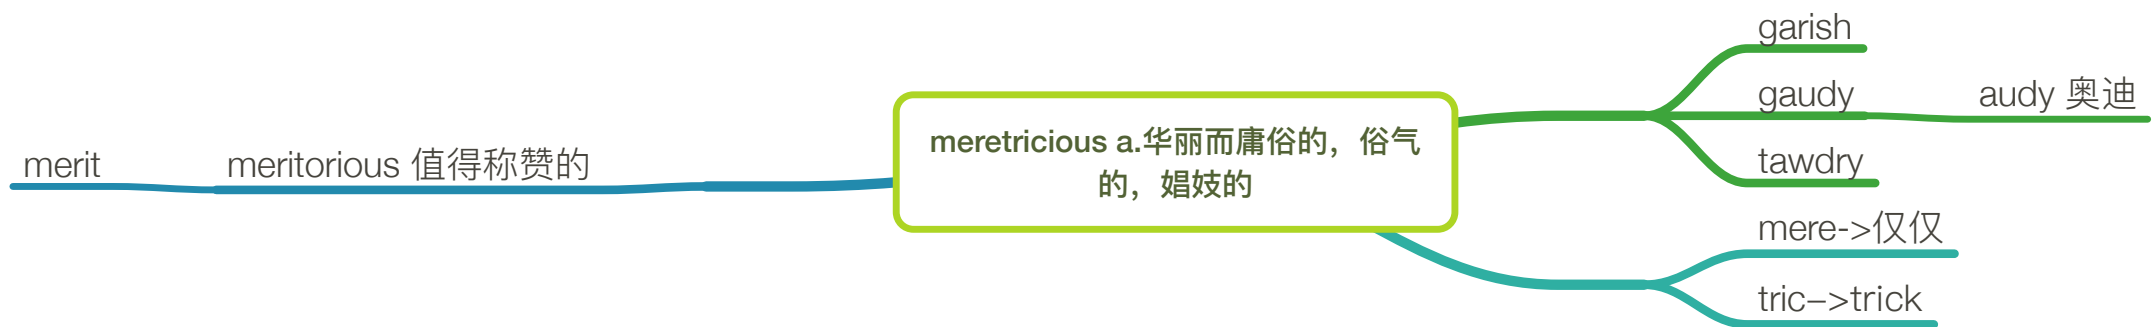 garish
gaudy
audy 奥迪
tawdry
meretricious a.华丽而庸俗的，俗气
的，娼妓的
merit
meritorious 值得称赞的
mere->仅仅
tric–>trick